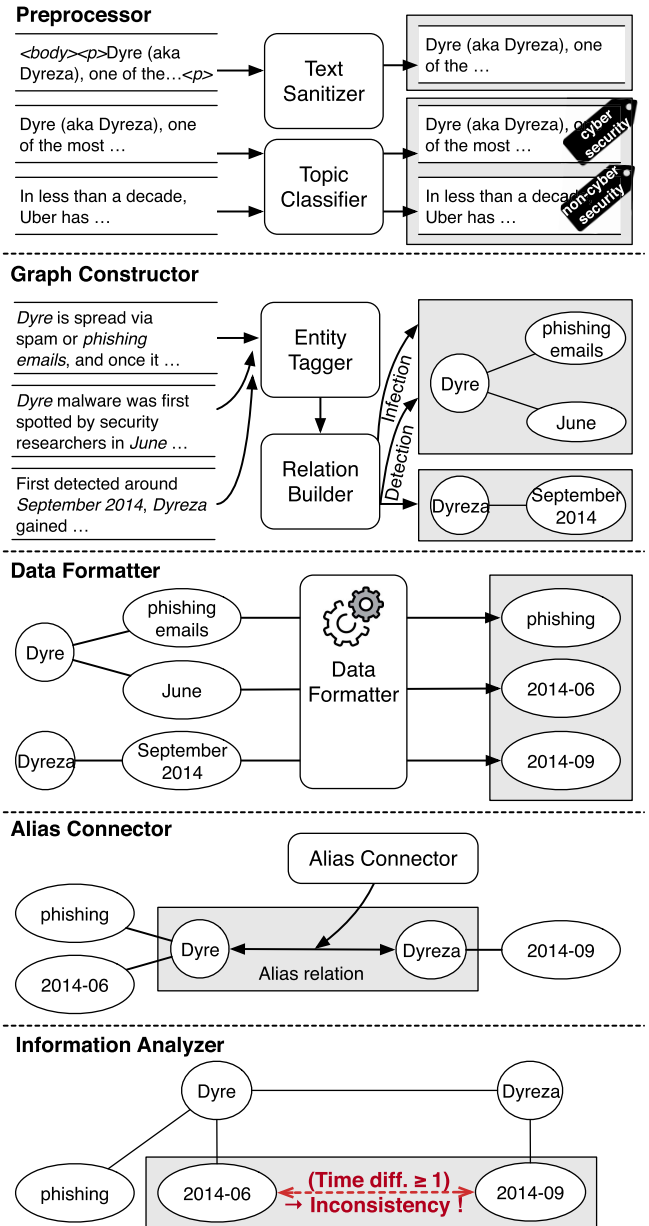 Preprocessor
<body><p>Dyre (aka
Dyreza), one of the…<p>
Text
Sanitizer
Dyre (aka Dyreza), one
of the …
Dyre (aka Dyreza), one
of the most …
Topic
Classifier
Dyre (aka Dyreza), o
of the most …
cyber
security
In less than a decade,
Uber has …
In less than a decad
Uber has …
non-cyber
security
Graph Constructor
Dyre is spread via
spam or phishing
emails, and once it …
Dyre malware was first
spotted by security
researchers in June …
First detected around
September 2014, Dyreza
gained …
Entity
Tagger
Relation
Builder
Infection
Detection
Dyre
phishing
emails
June
Dyreza
September
2014
Data Formatter
Dyre
phishing
emails
June
Dyreza
September
2014
Data
Formatter
phishing
2014-06
2014-09
Alias Connector
Alias Connector
phishing
2014-06
Dyre
Alias relation
Dyreza
2014-09
Information Analyzer
Dyre
Dyreza
phishing
2014-06
(Time diff. ≥ 1)
→ Inconsistency !
2014-09